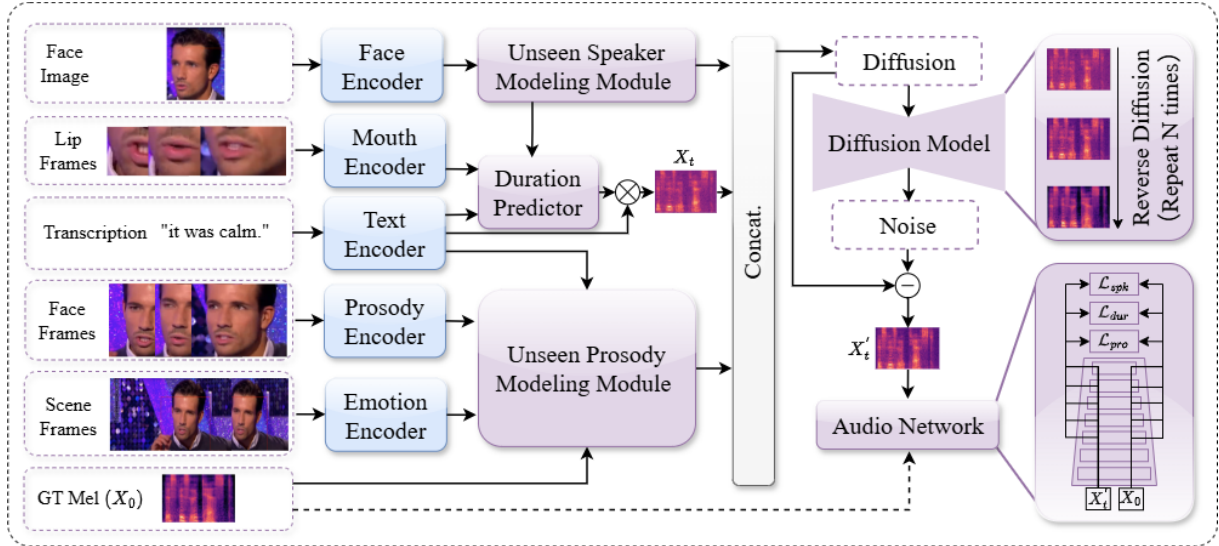 Face
Image
Face
Encoder
Unseen Speaker
Modeling Module
Lip
Frames
Mouth
Encoder
Duration
Predictor
X_t
Transcription "it was calm."
Text
Encoder
Face
Frames
Prosody
Encoder
Unseen Prosody
Modeling Module
Scene
Frames
Emotion
Encoder
GT Mel (X_0)
Concat.
Diffusion
Diffusion Model
Noise
X_t'
Audio Network
Reverse Diffusion
(Repeat N times)
ℒ_spk
ℒ_dur
ℒ_pro
X_t' X_0